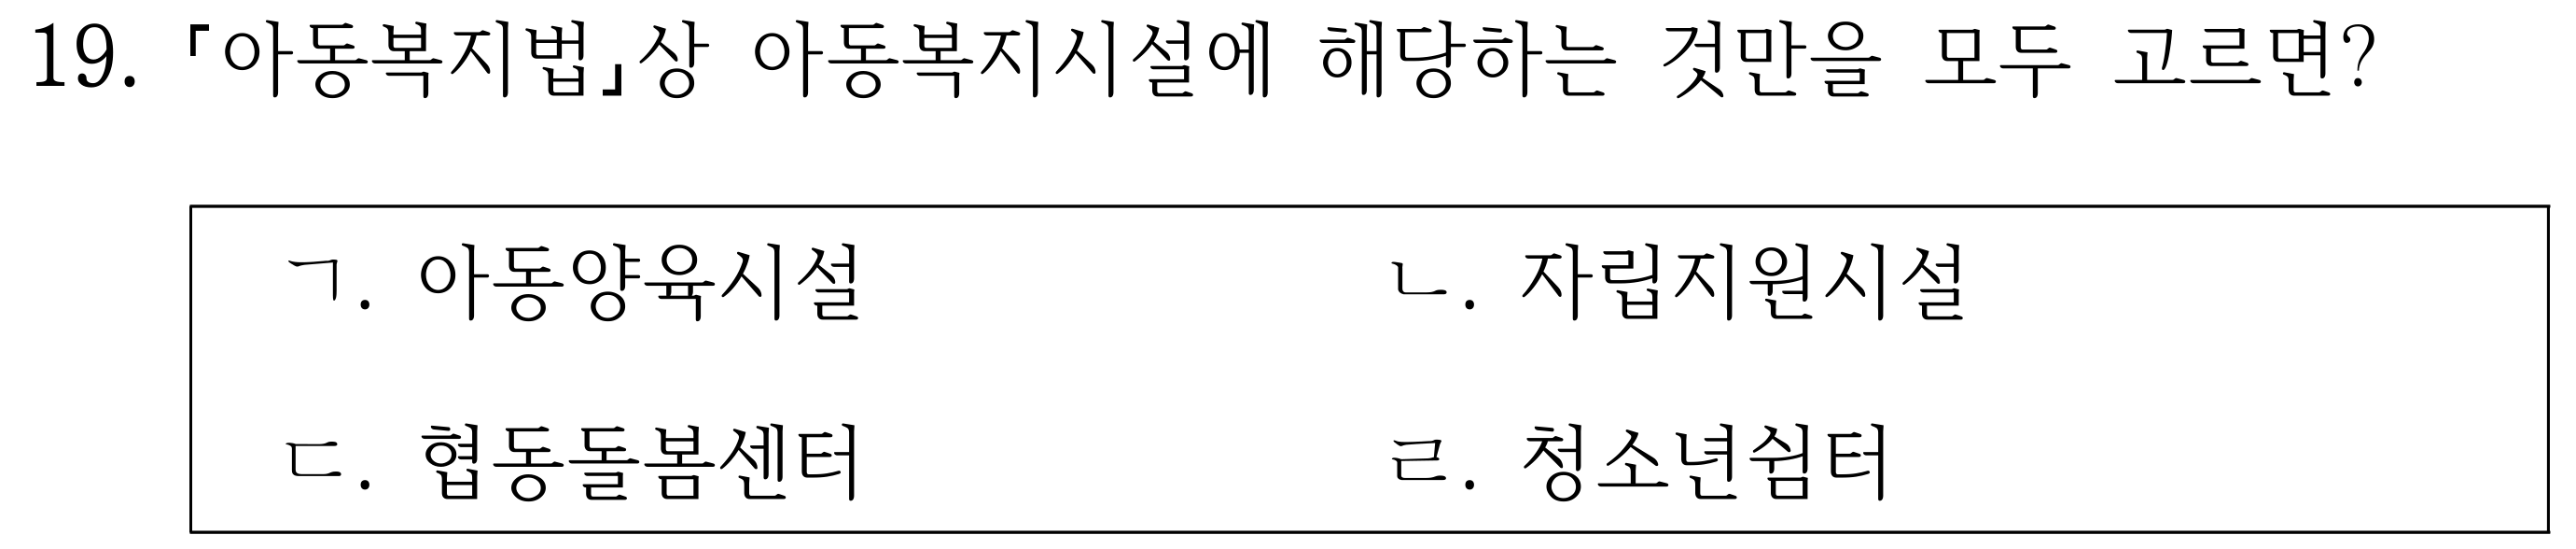 19. 「아동복지법」상 아동복지시설에 해당하는 것만을 모두 고르면?
ㄱ. 아동양육시설 ㄴ. 자립지원시설
ㄷ. 협동돌봄센터 ㄹ. 청소년쉼터